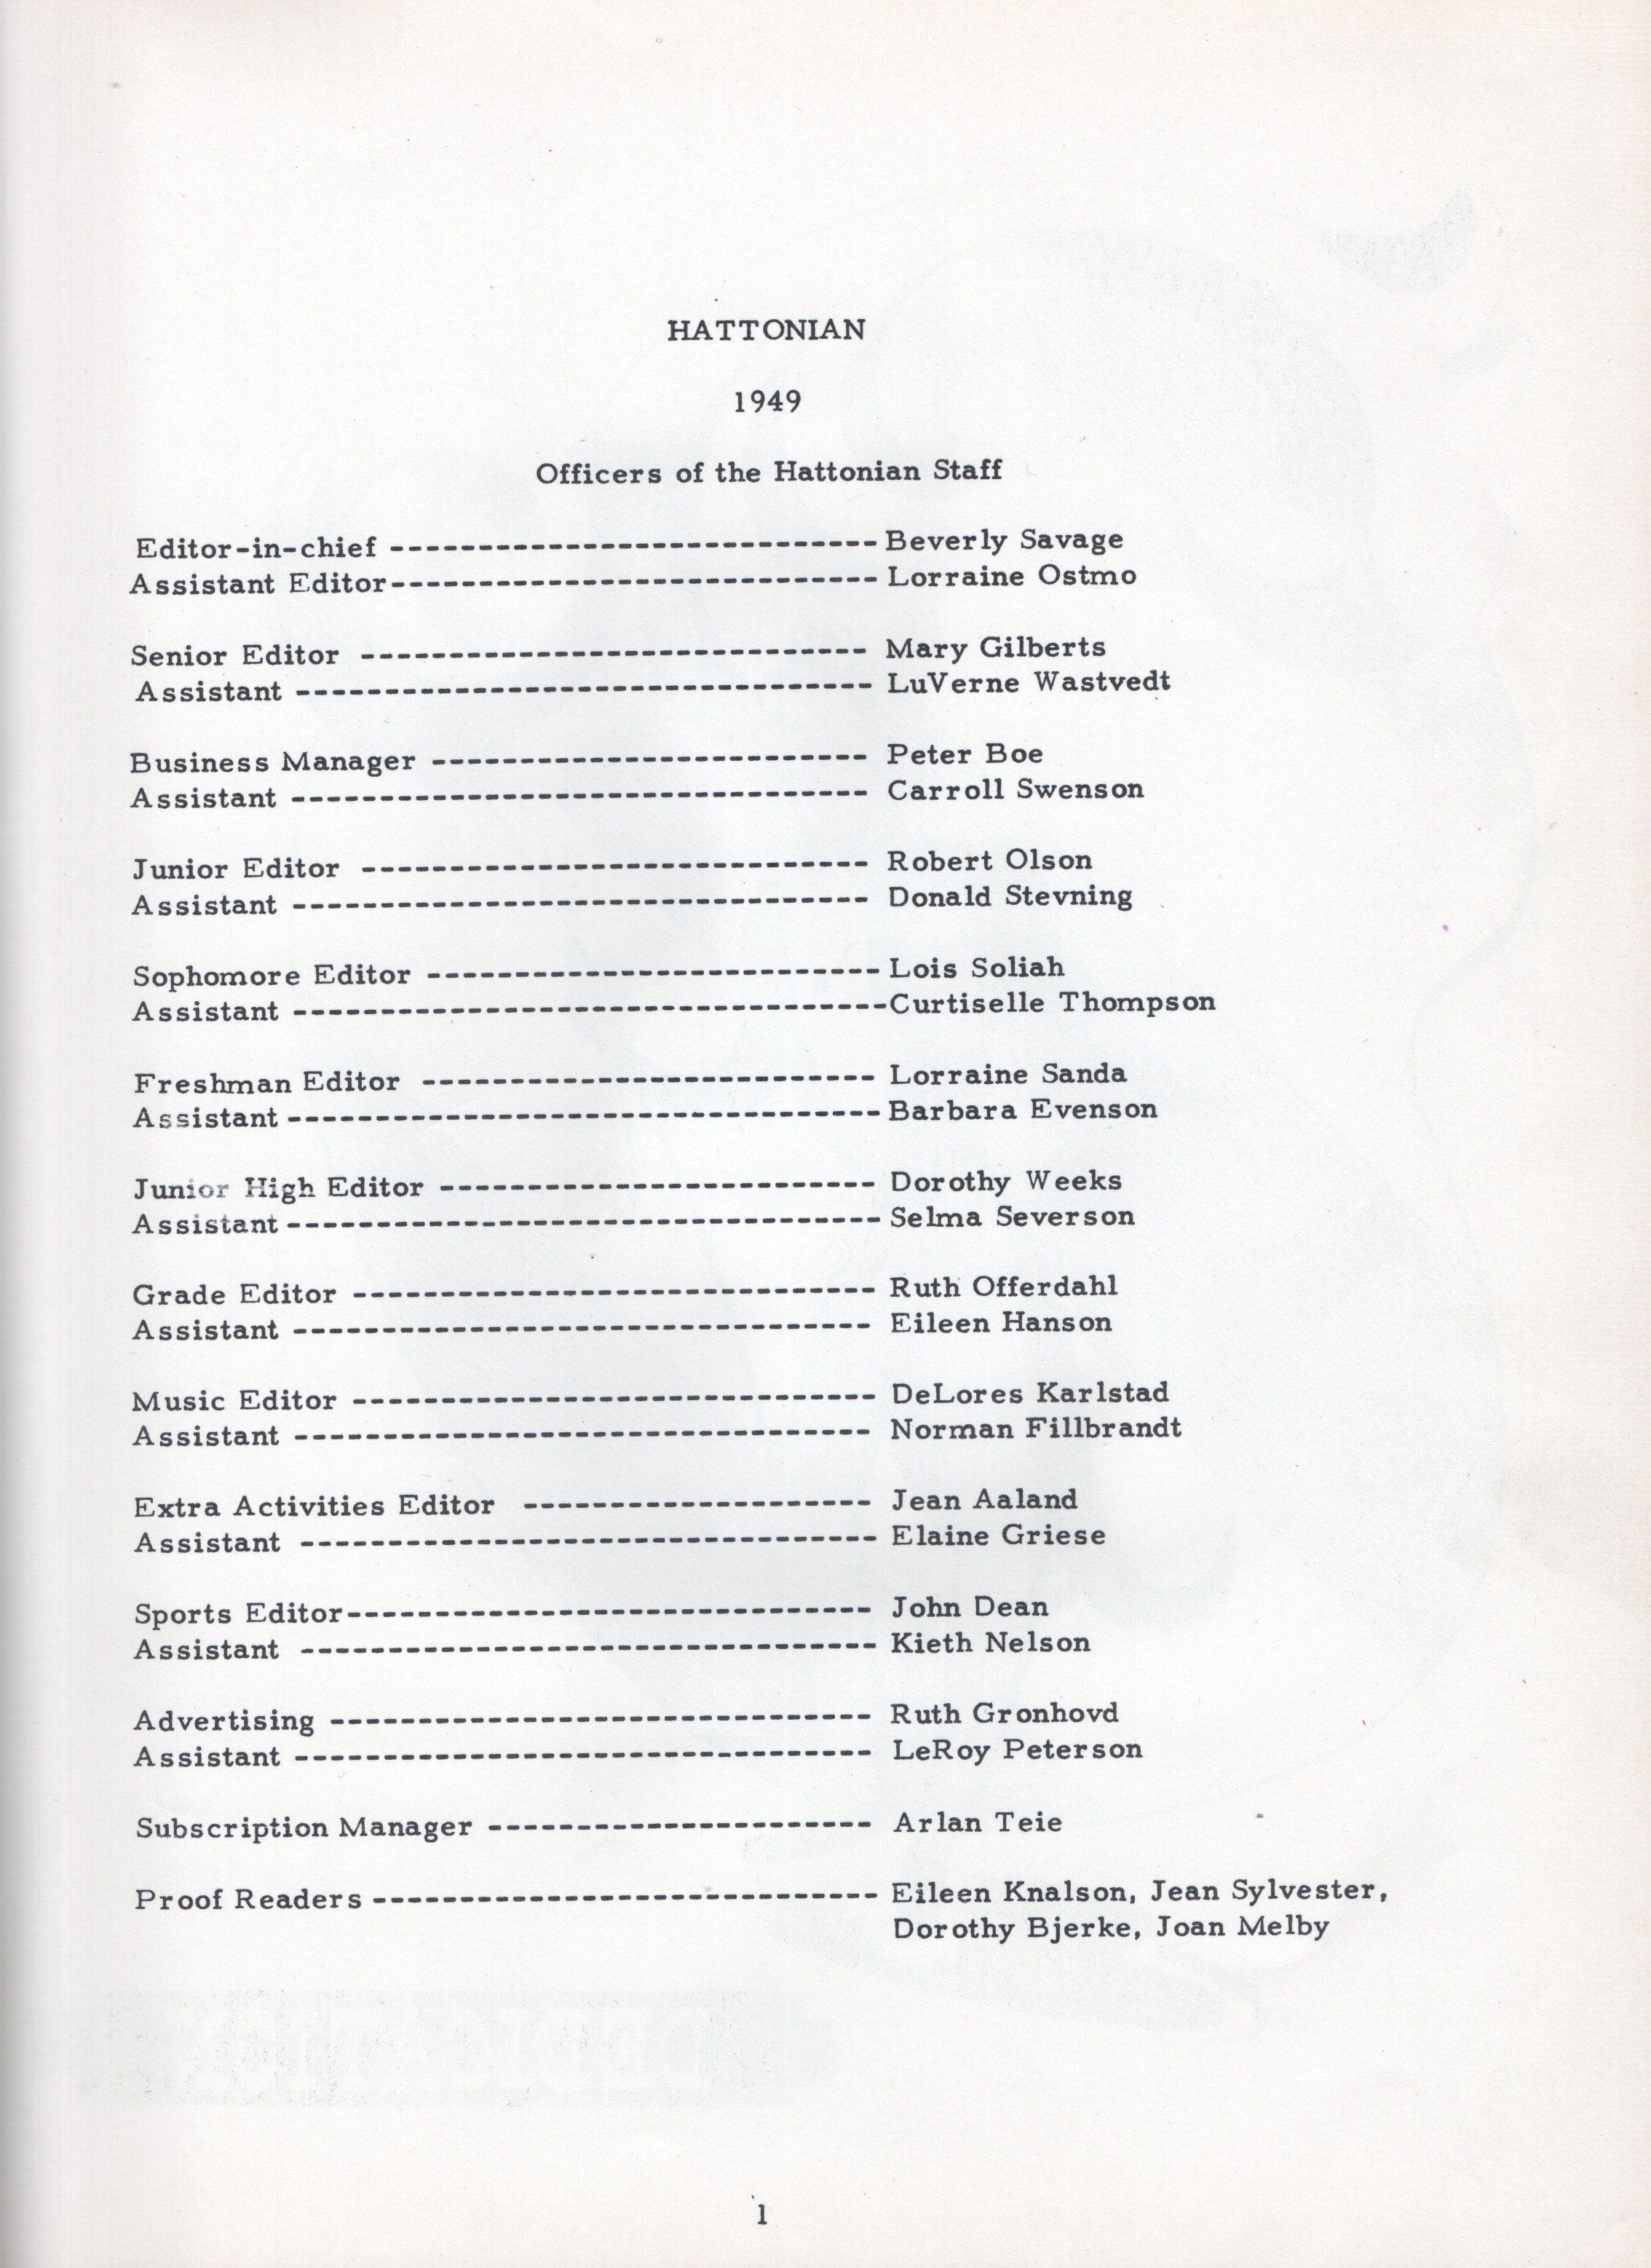 HATTONIAN
1949
Officers of the Hattonian Staff
Editor-in-chief ---------------------------- Beverly Savage
Assistant Editor---------------------------- Lorraine Ostmo
Senior Editor ----------------------------- Mary Gilberts
Assistant --------------------------------- LuVerne Wastvedt
Business Manager ------------------------- Peter Boe
Assistant --------------------------------- Carroll Swenson
Junior Editor ----------------------------- Robert Olson
Assistant --------------------------------- Donald Stevning
Sophomore Editor -------------------------- Lois Soliah
Assistant ----------------------------------Curtiselle Thompson
Freshman Editor -------------------------- Lorraine Sanda
Assistant ---------------------------------- Barbara Evenson
Junior High Editor ------------------------- Dorothy Weeks
Assistant ---------------------------------- Selma Severson
Grade Editor ------------------------------ Ruth Offerdahl
Assistant --------------------------------- Eileen Hanson
Music Editor ------------------------------ DeLores Karlstad
Assistant --------------------------------- Norman Fillbrandt
Extra Activities Editor -------------------- Jean Aaland
Assistant --------------------------------- Elaine Griese
Sports Editor------------------------------ John Dean
Assistant --------------------------------- Kieth Nelson
Advertising ------------------------------- Ruth Gronhovd
Assistant --------------------------------- LeRoy Peterson
Subscription Manager ---------------------- Arlan Teie
Proof Readers ----------------------------- Eileen Knalson, Jean Sylvester,
Dorothy Bjerke, Joan Melby
1